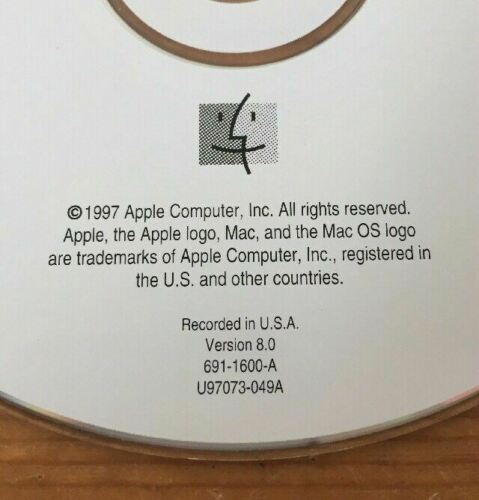 ©1997 Apple Computer, Inc. All rights reserved.
Apple, the Apple logo, Mac, and the Mac OS logo
are trademarks of Apple Computer, Inc., registered in
the U.S. and other countries.
Recorded in U.S.A.
Version 8.0
691-1600-A
U97073-049A